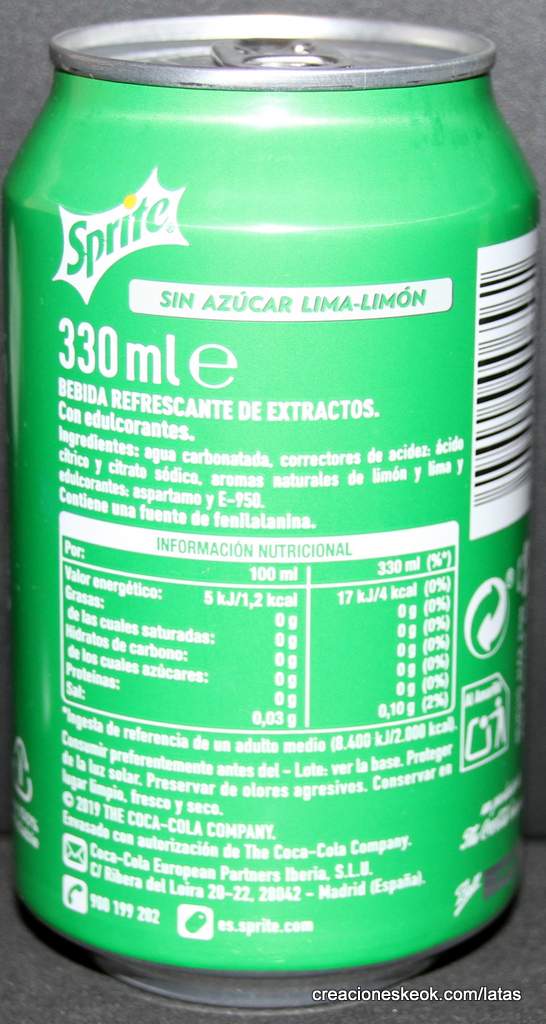 Sprite
SIN AZÚCAR LIMA-LIMÓN
330 ml e
BEBIDA REFRESCANTE DE EXTRACTOS.
Con edulcorantes.
Ingredientes: agua carbonatada, correctores de acidez: ácido
cítrico y citrato sódico, aromas naturales de limón y lima y
edulcorantes: aspartamo y E-950.
Contiene una fuente de fenilalanina.
INFORMACIÓN NUTRICIONAL
Por: 100 ml 330 ml (%*)
Valor energético: 5 kJ/1,2 kcal 17 kJ/4 kcal (0%)
Grasas: 0 g 0 g (0%)
de las cuales saturadas: 0 g 0 g (0%)
Hidratos de carbono: 0 g 0 g (0%)
de los cuales azúcares: 0 g 0 g (0%)
Proteínas: 0 g 0 g (0%)
Sal: 0,03 g 0,10 g (2%)
*Ingesta de referencia de un adulto medio (8.400 kJ/2.000 kcal).
Consumir preferentemente antes del - Lote: ver la base. Proteger
de la luz solar. Preservar de olores agresivos. Conservar en
lugar limpio, fresco y seco.
© 2019 THE COCA-COLA COMPANY.
Envasado con autorización de The Coca-Cola Company.
Coca-Cola European Partners Iberia, S.L.U.
C/ Ribera del Loira 20-22, 28042 - Madrid (España).
900 199 202 es.sprite.com
creacioneskeok.com/latas